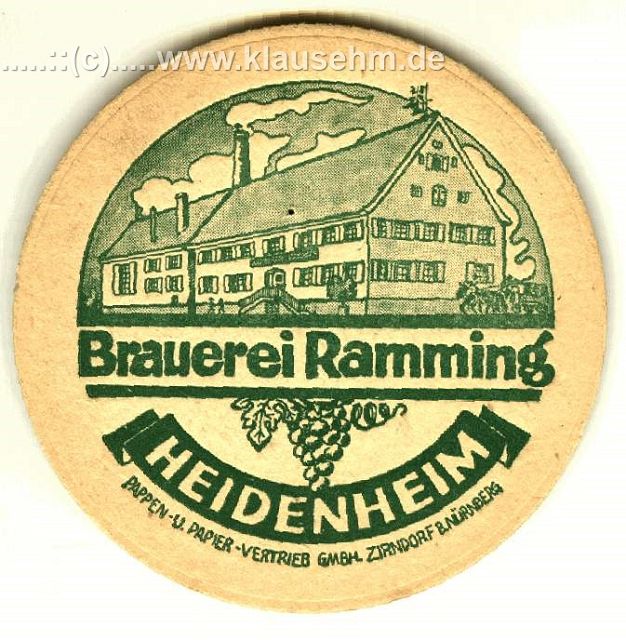 .....::(c).....www.klausehm.de
Brauerei Ramming
HEIDENHEIM
PAPPEN-U. PAPIER-VERTRIEB GMBH. ZIRNDORF B. NÜRNBERG